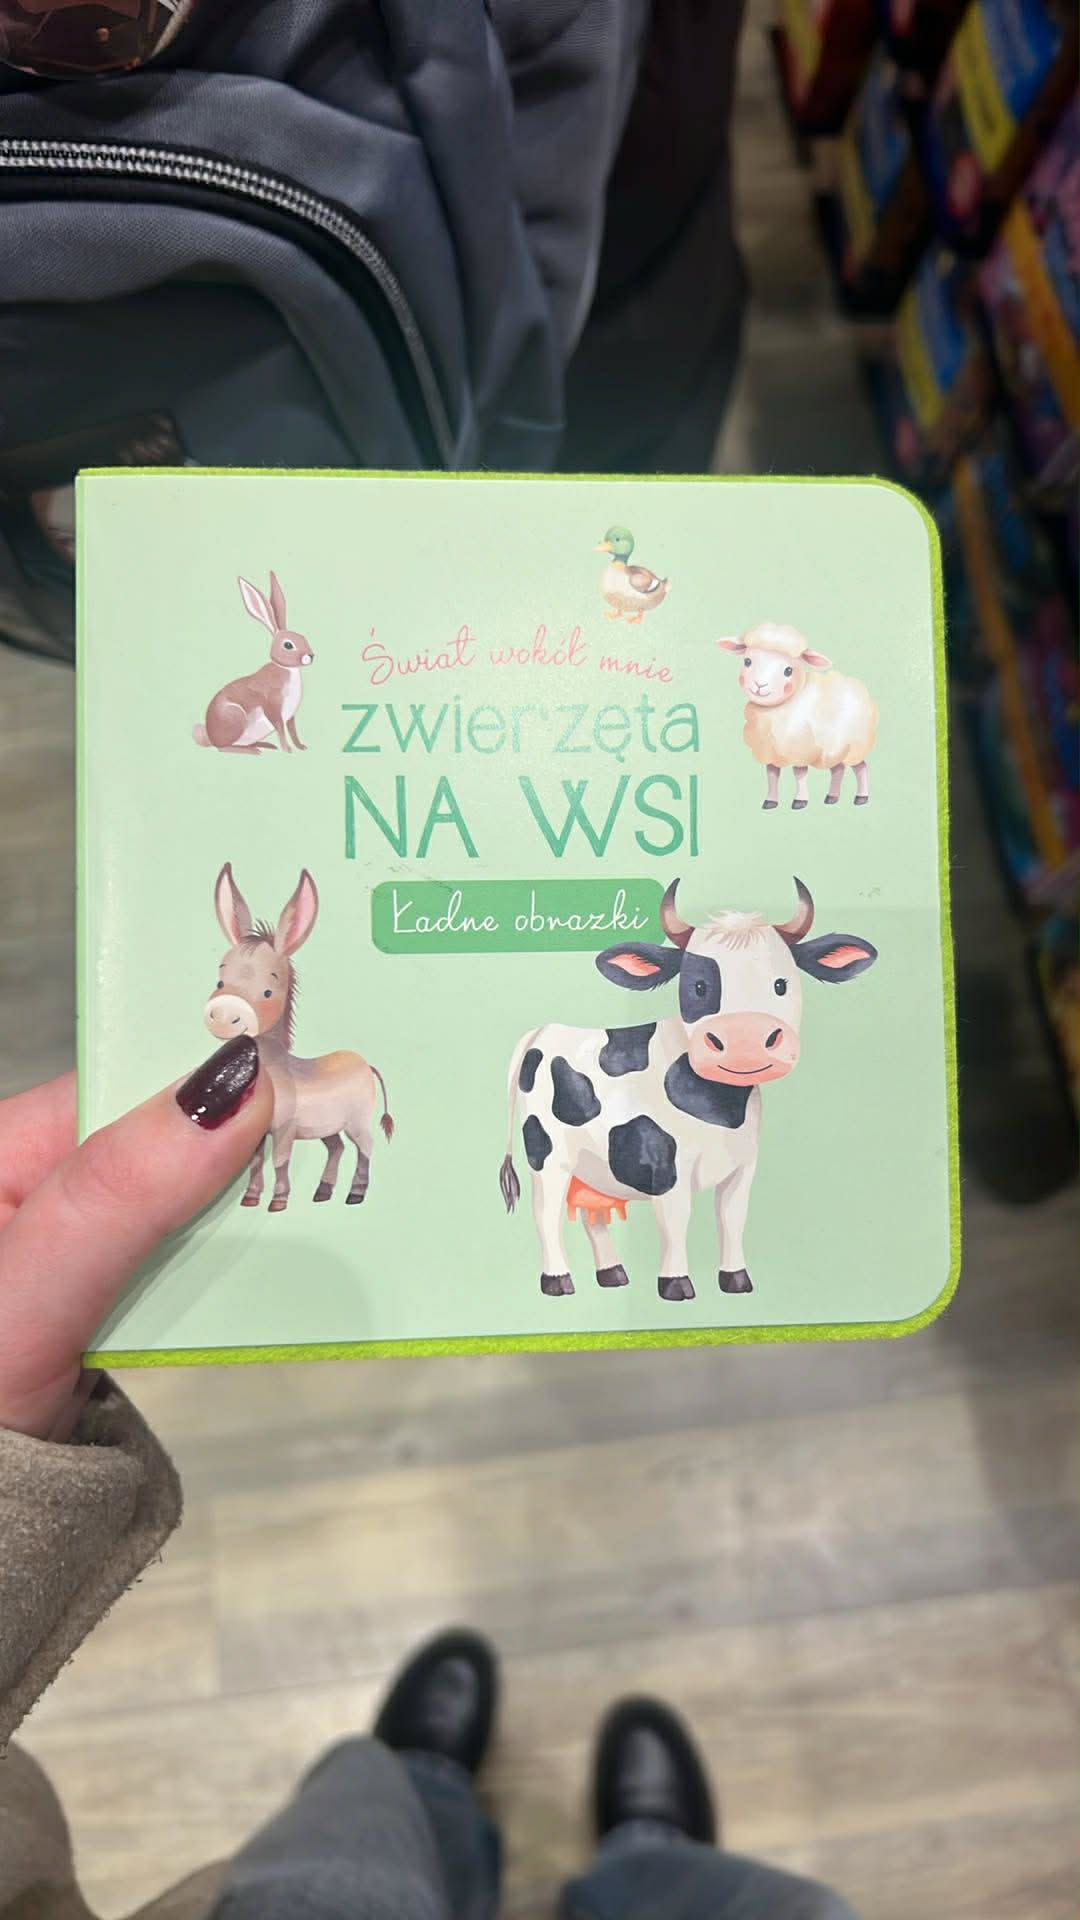 Świat wokół mnie
zwierzęta
NA WSI
Ładne obrazki